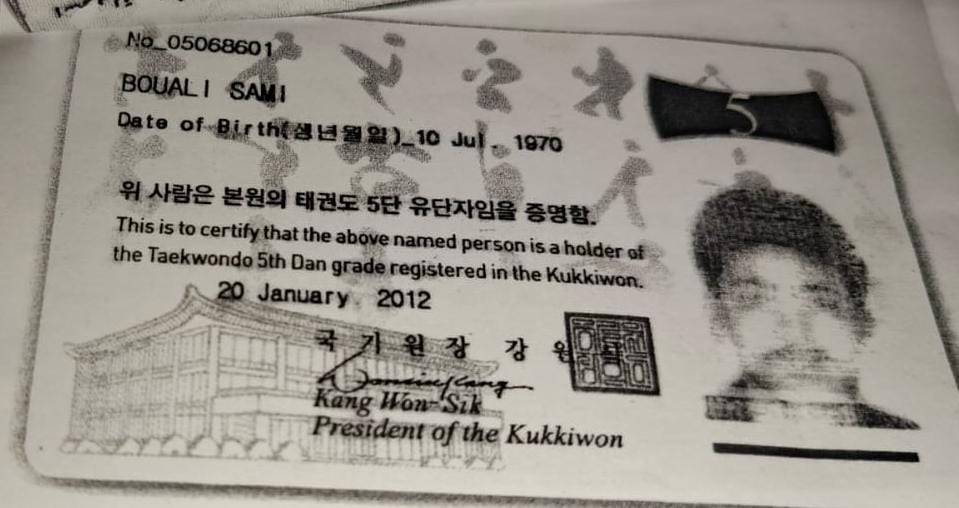 No_05068601
BOUALI SAMI
5
Date of Birth(생년월일)_10 Jul. 1970
위 사람은 본원의 태권도 5단 유단자임을 증명함.
This is to certify that the above named person is a holder of
the Taekwondo 5th Dan grade registered in the Kukkiwon.
20 January. 2012
국 기 원 장 강 원
Kang Won-Sik
President of the Kukkiwon